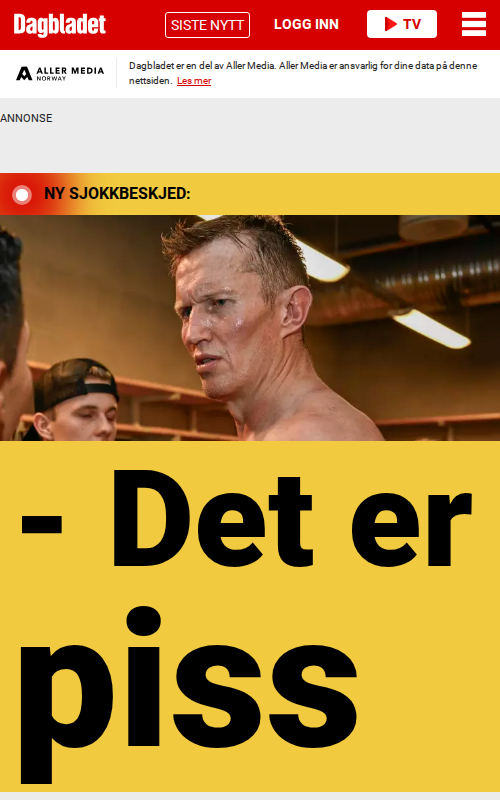 Dagbladet
SISTE NYTT
LOGG INN
TV
ALLER MEDIA
NORWAY
Dagbladet er en del av Aller Media. Aller Media er ansvarlig for dine data på denne
nettsiden. Les mer
ANNONSE
NY SJOKKBESKJED:
- Det er
piss